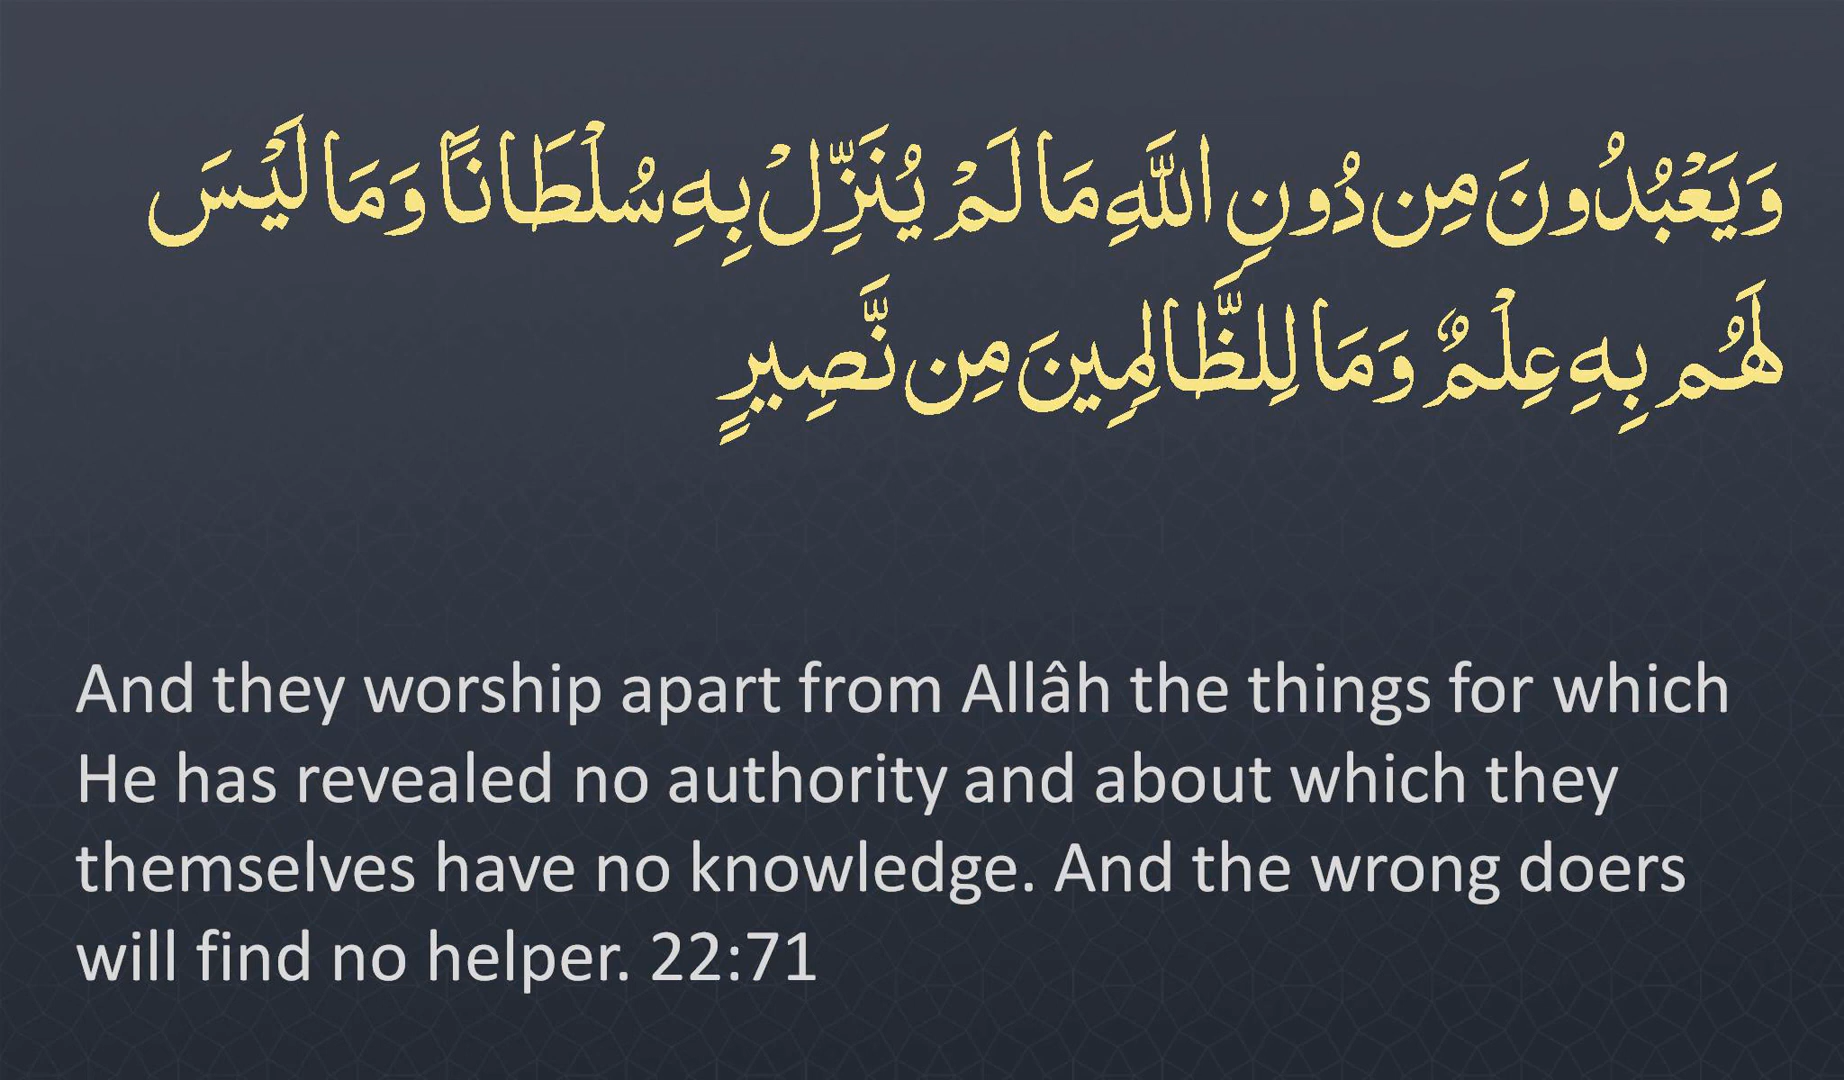 وَيَعْبُدُونَ مِن دُونِ اللَّهِ مَا لَمْ يُنَزِّلْ بِهِ سُلْطَانًا وَمَا لَيْسَ
لَهُم بِهِ عِلْمٌ وَمَا لِلظَّالِمِينَ مِن نَّصِيرٍ
And they worship apart from Allâh the things for which
He has revealed no authority and about which they
themselves have no knowledge. And the wrong doers
will find no helper. 22:71